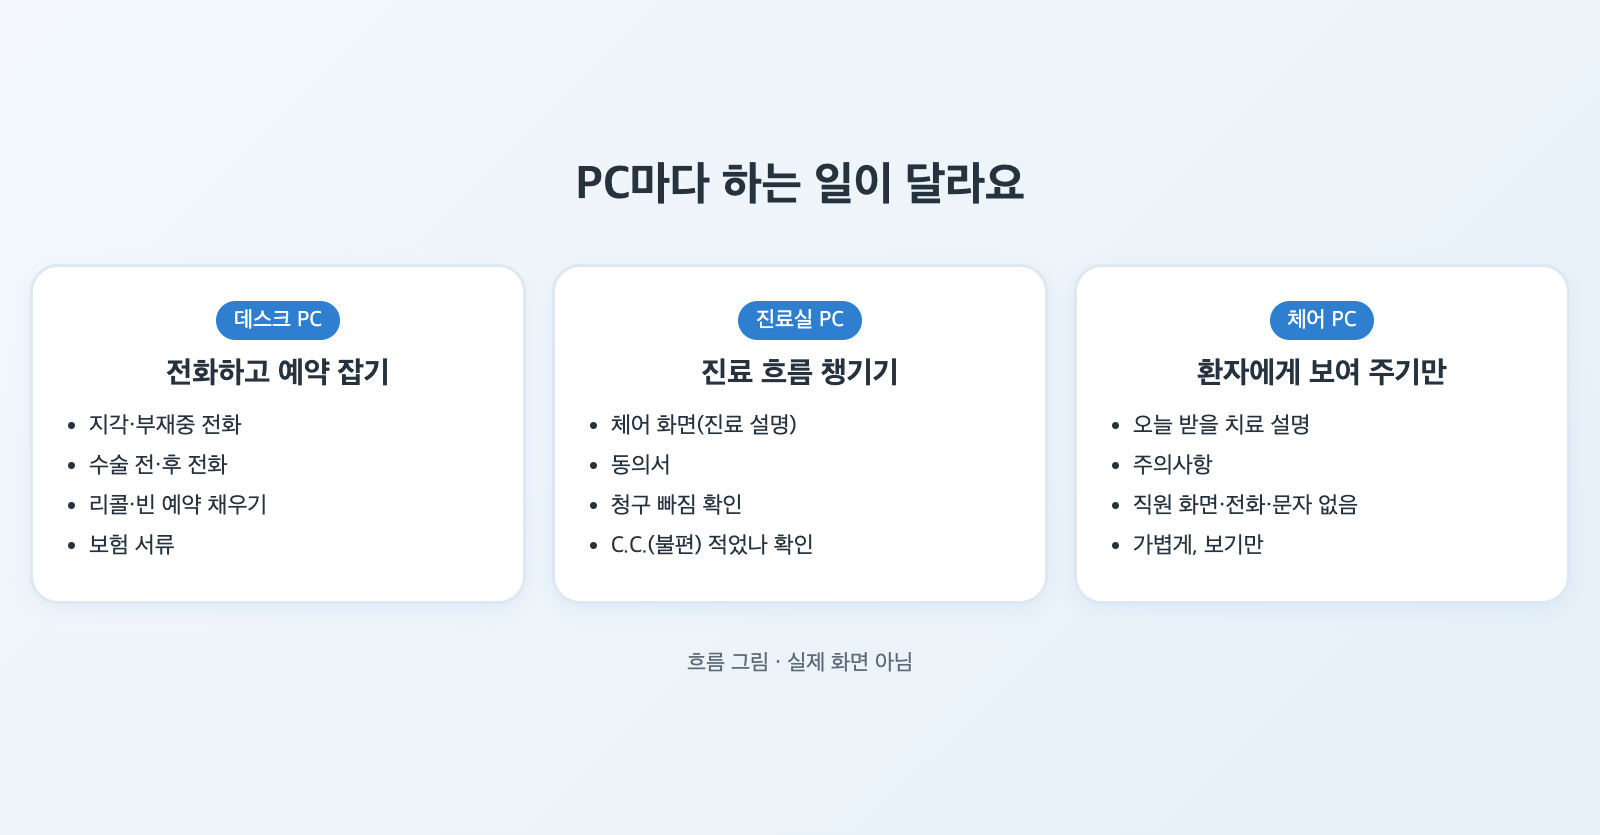 PC마다 하는 일이 달라요
데스크 PC
전화하고 예약 잡기
• 지각·부재중 전화
• 수술 전·후 전화
• 리콜·빈 예약 채우기
• 보험 서류
진료실 PC
진료 흐름 챙기기
• 체어 화면(진료 설명)
• 동의서
• 청구 빠짐 확인
• C.C.(불편) 적었나 확인
체어 PC
환자에게 보여 주기만
• 오늘 받을 치료 설명
• 주의사항
• 직원 화면·전화·문자 없음
• 가볍게, 보기만
흐름 그림 · 실제 화면 아님